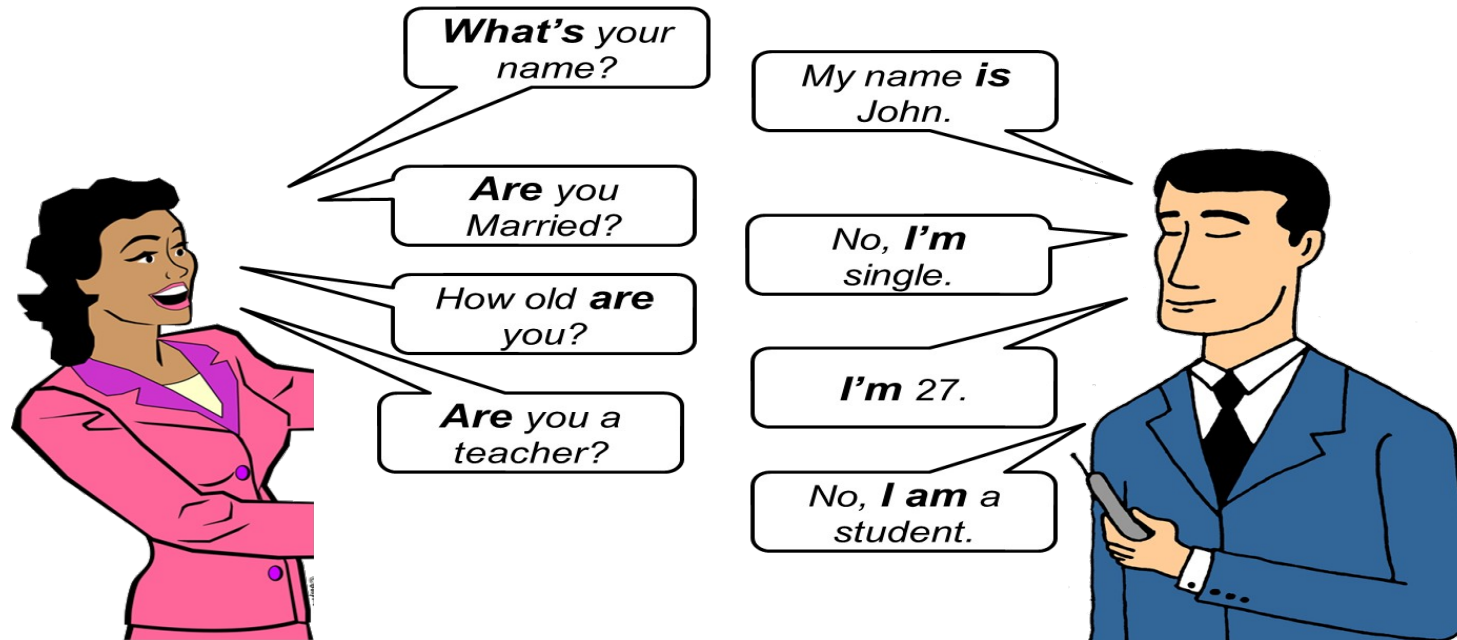 What's your
name?
My name is
John.
Are you
Married?
No, I'm
single.
How old are
you?
I'm 27.
Are you a
teacher?
No, I am a
student.